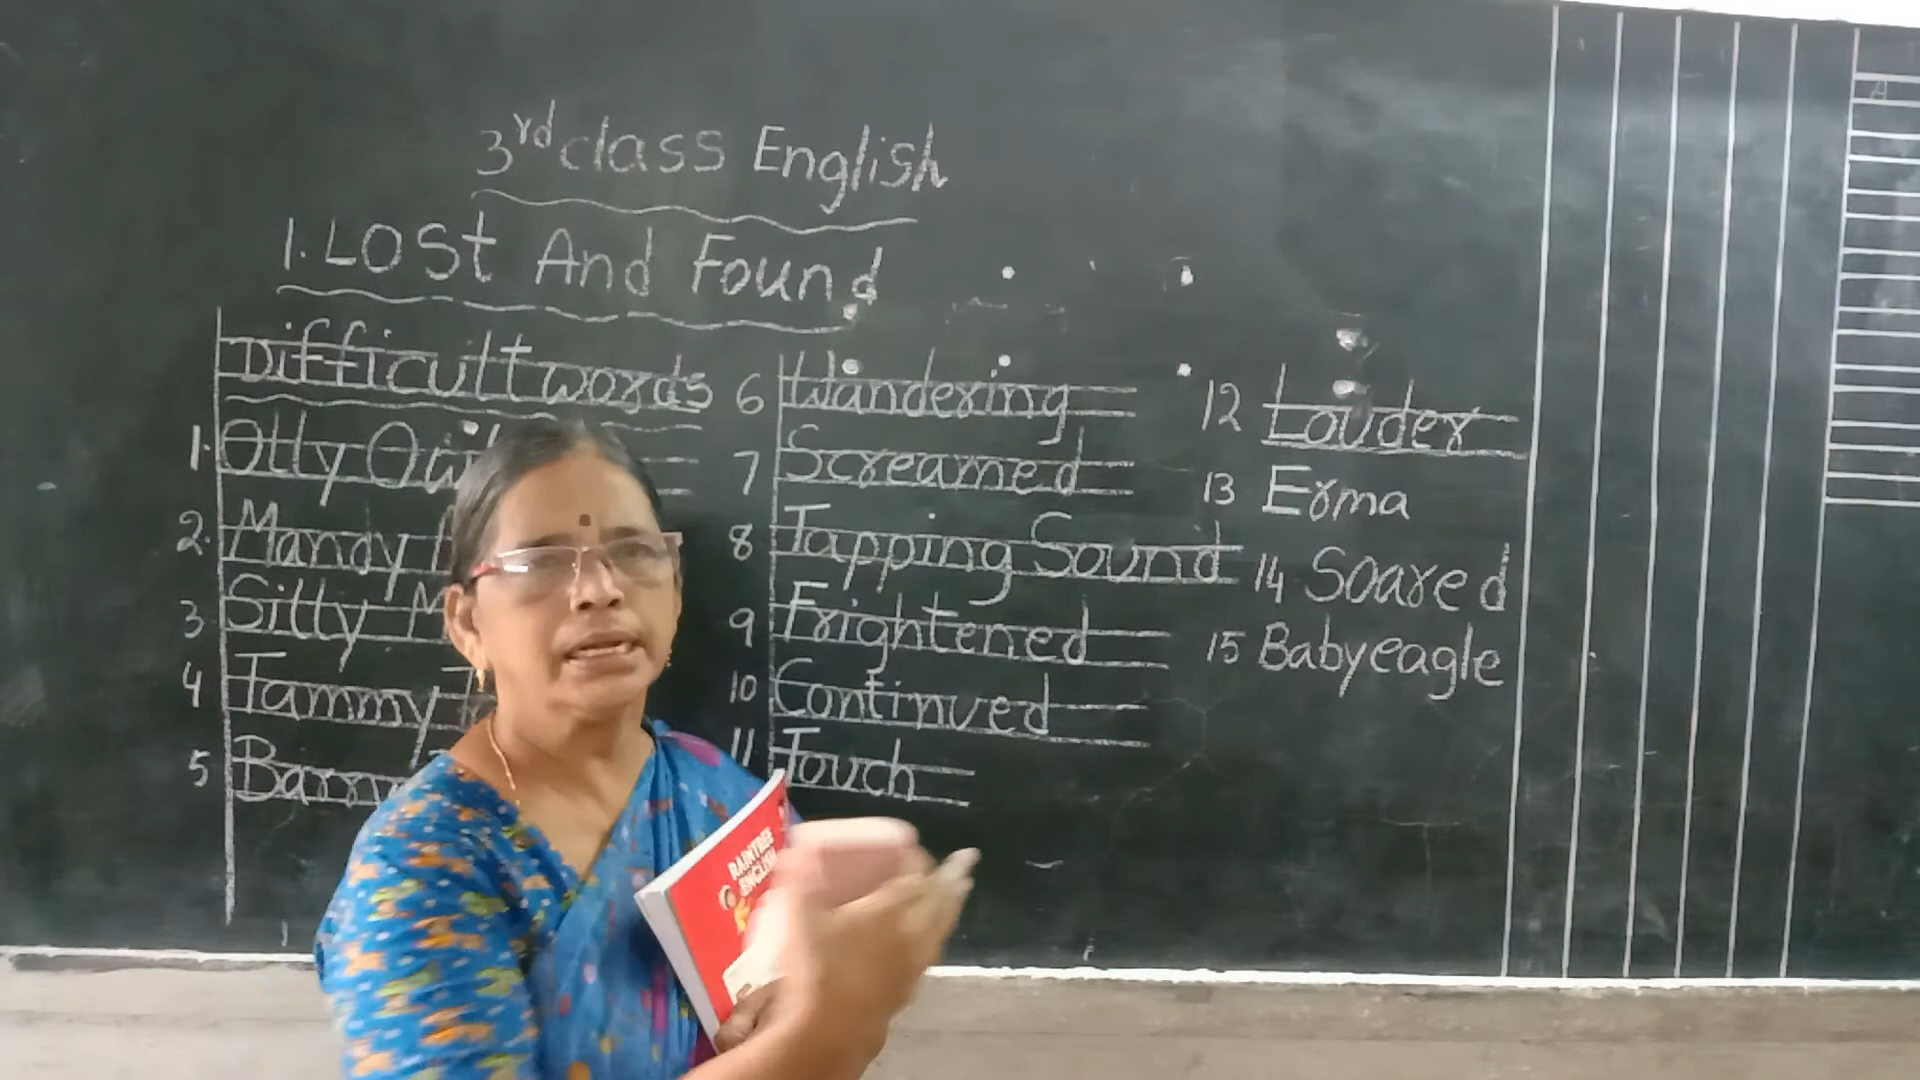 3rd class English
1. LOST And Found
Difficult words
1. Olly
2. Mandy
3 Silly
4 Tammy
5
6 Wandering
7 Screamed
8 Tapping Sound
9 Frightened
10 Continued
11 Touch
12 Louder
13 Erma
14 Soared
15 Babyeagle
RAINTREE
ENGLISH